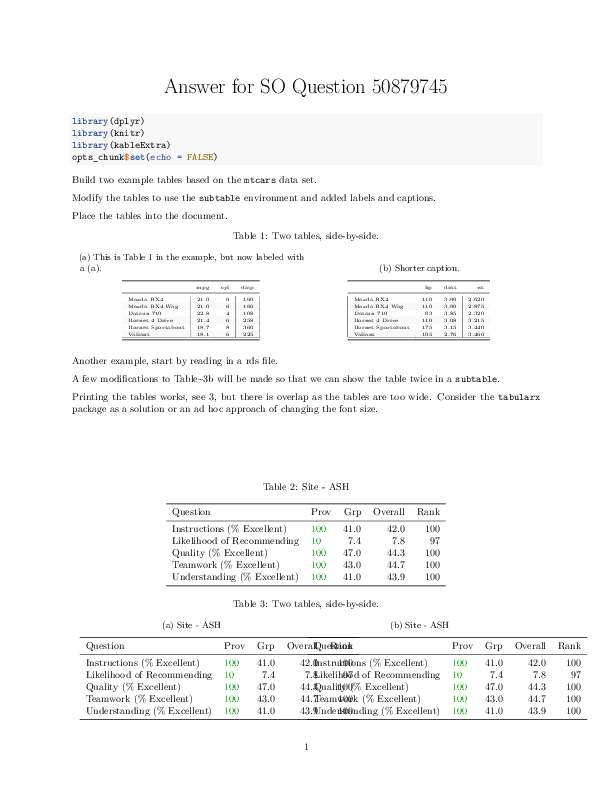 Answer for SO Question 50879745
library(dplyr)
library(knitr)
library(kableExtra)
opts_chunk$set(echo = FALSE)
Build two example tables based on the mtcars data set.
Modify the tables to use the subtable environment and added labels and captions.
Place the tables into the document.
Table 1: Two tables, side-by-side.
(a) This is Table 1 in the example, but now labeled with
a (a).
mpg cyl disp
Mazda RX4 21.0 6 160
Mazda RX4 Wag 21.0 6 160
Datsun 710 22.8 4 108
Hornet 4 Drive 21.4 6 258
Hornet Sportabout 18.7 8 360
Valiant 18.1 6 225
(b) Shorter caption.
hp drat wt
Mazda RX4 110 3.90 2.620
Mazda RX4 Wag 110 3.90 2.875
Datsun 710 93 3.85 2.320
Hornet 4 Drive 110 3.08 3.215
Hornet Sportabout 175 3.15 3.440
Valiant 105 2.76 3.460
Another example, start by reading in a rds file.
A few modifications to Table~3b will be made so that we can show the table twice in a subtable.
Printing the tables works, see 3, but there is overlap as the tables are too wide. Consider the tabularx
package as a solution or an ad hoc approach of changing the font size.
Table 2: Site - ASH
Question Prov Grp Overall Rank
Instructions (% Excellent) 100 41.0 42.0 100
Likelihood of Recommending 10 7.4 7.8 97
Quality (% Excellent) 100 47.0 44.3 100
Teamwork (% Excellent) 100 43.0 44.7 100
Understanding (% Excellent) 100 41.0 43.9 100
Table 3: Two tables, side-by-side.
(a) Site - ASH
Question Prov Grp Overall Rank
Instructions (% Excellent) 100 41.0 42.0 100
Likelihood of Recommending 10 7.4 7.8 97
Quality (% Excellent) 100 47.0 44.3 100
Teamwork (% Excellent) 100 43.0 44.7 100
Understanding (% Excellent) 100 41.0 43.9 100
(b) Site - ASH
Question Prov Grp Overall Rank
Instructions (% Excellent) 100 41.0 42.0 100
Likelihood of Recommending 10 7.4 7.8 97
Quality (% Excellent) 100 47.0 44.3 100
Teamwork (% Excellent) 100 43.0 44.7 100
Understanding (% Excellent) 100 41.0 43.9 100
1